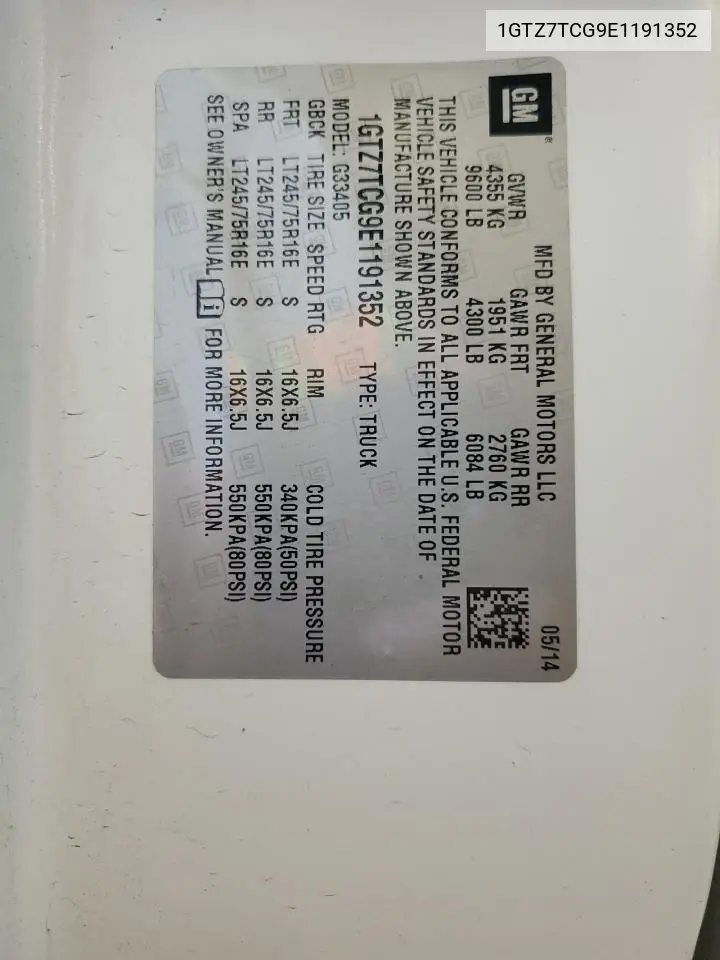 1GTZ7TCG9E1191352
GM®
MFD BY GENERAL MOTORS LLC 05/14
GVWR GAWR FRT GAWR RR
4355 KG 1951 KG 2760 KG
9600 LB 4300 LB 6084 LB
THIS VEHICLE CONFORMS TO ALL APPLICABLE U.S. FEDERAL MOTOR
VEHICLE SAFETY STANDARDS IN EFFECT ON THE DATE OF
MANUFACTURE SHOWN ABOVE.
1GTZ7TCG9E1191352 TYPE: TRUCK
MODEL: G33405
GBCK TIRE SIZE SPEED RTG RIM COLD TIRE PRESSURE
FRT LT245/75R16E S 16X6.5J 340KPA(50PSI)
RR LT245/75R16E S 16X6.5J 550KPA(80PSI)
SPA LT245/75R16E S 16X6.5J 550KPA(80PSI)
SEE OWNER'S MANUAL i FOR MORE INFORMATION.